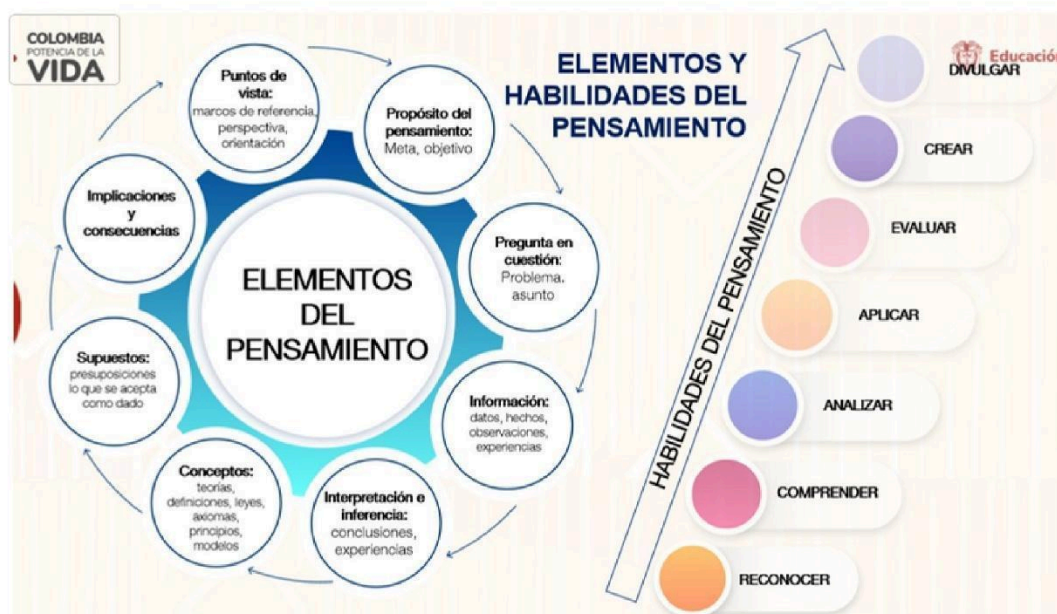 COLOMBIA
POTENCIA DE LA
VIDA
ELEMENTOS Y
HABILIDADES DEL
PENSAMIENTO
Educación
Puntos de
vista:
marcos de referencia,
perspectiva,
orientación
Propósito del
pensamiento:
Meta, objetivo
Pregunta en
cuestión:
Problema,
asunto
Información:
datos, hechos,
observaciones,
experiencias
Interpretación e
inferencia:
conclusiones,
experiencias
Conceptos:
teorías,
definiciones, leyes,
axiomas,
principios,
modelos
Supuestos:
presuposiciones
lo que se acepta
como dado
Implicaciones
y
consecuencias
ELEMENTOS
DEL
PENSAMIENTO
HABILIDADES DEL PENSAMIENTO
DIVULGAR
CREAR
EVALUAR
APLICAR
ANALIZAR
COMPRENDER
RECONOCER